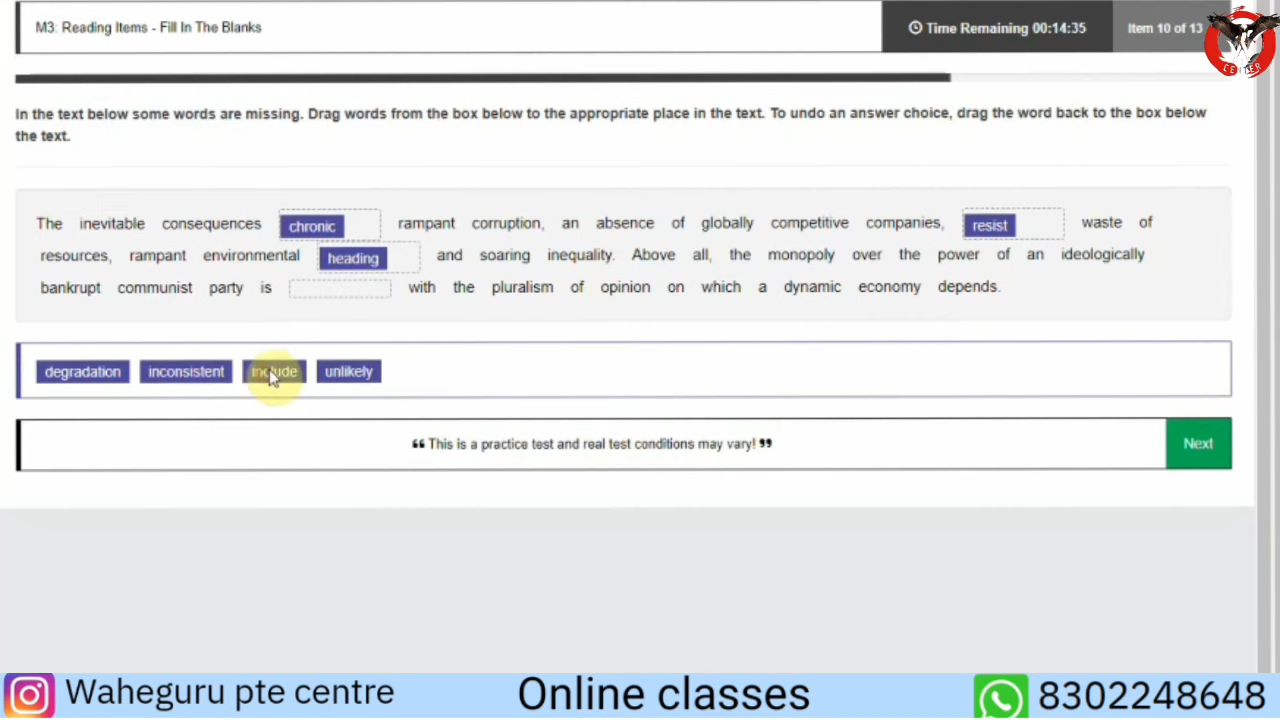 M3: Reading Items - Fill In The Blanks
Time Remaining 00:14:35
Item 10 of 13
CENTER
In the text below some words are missing. Drag words from the box below to the appropriate place in the text. To undo an answer choice, drag the word back to the box below
the text.
The inevitable consequences chronic rampant corruption, an absence of globally competitive companies, resist waste of
resources, rampant environmental heading and soaring inequality. Above all, the monopoly over the power of an ideologically
bankrupt communist party is with the pluralism of opinion on which a dynamic economy depends.
degradation inconsistent include unlikely
❝ This is a practice test and real test conditions may vary! ❞
Next
Waheguru pte centre
Online classes
8302248648